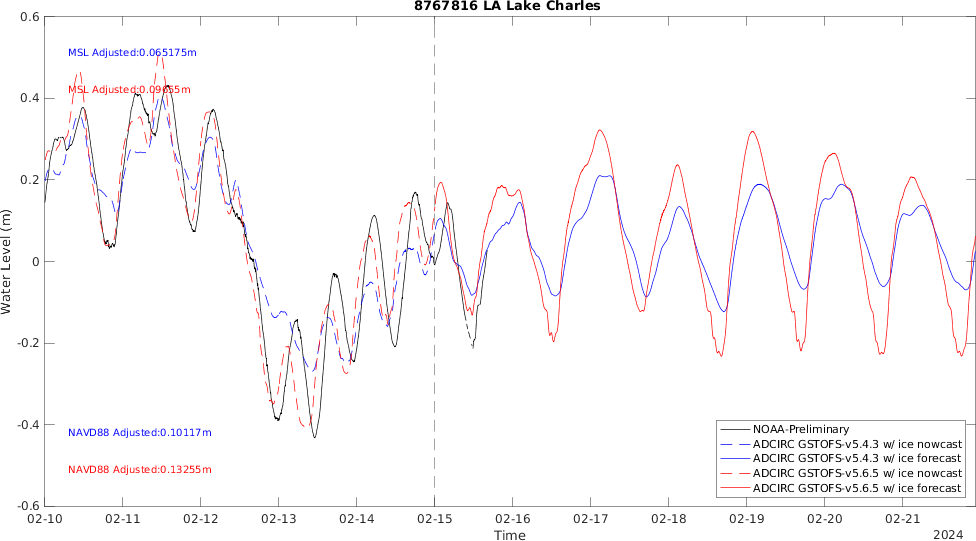 8767816 LA Lake Charles
0.6
0.4
0.2
0
-0.2
-0.4
-0.6
Water Level (m)
MSL Adjusted:0.065175m
NAVD88 Adjusted:0.10117m
NAVD88 Adjusted:0.13255m
NOAA-Preliminary
ADCIRC GSTOFS-v5.4.3 w/ ice nowcast
ADCIRC GSTOFS-v5.4.3 w/ ice forecast
ADCIRC GSTOFS-v5.6.5 w/ ice nowcast
ADCIRC GSTOFS-v5.6.5 w/ ice forecast
02-10 02-11 02-12 02-13 02-14 02-15 02-16 02-17 02-18 02-19 02-20 02-21
Time
2024